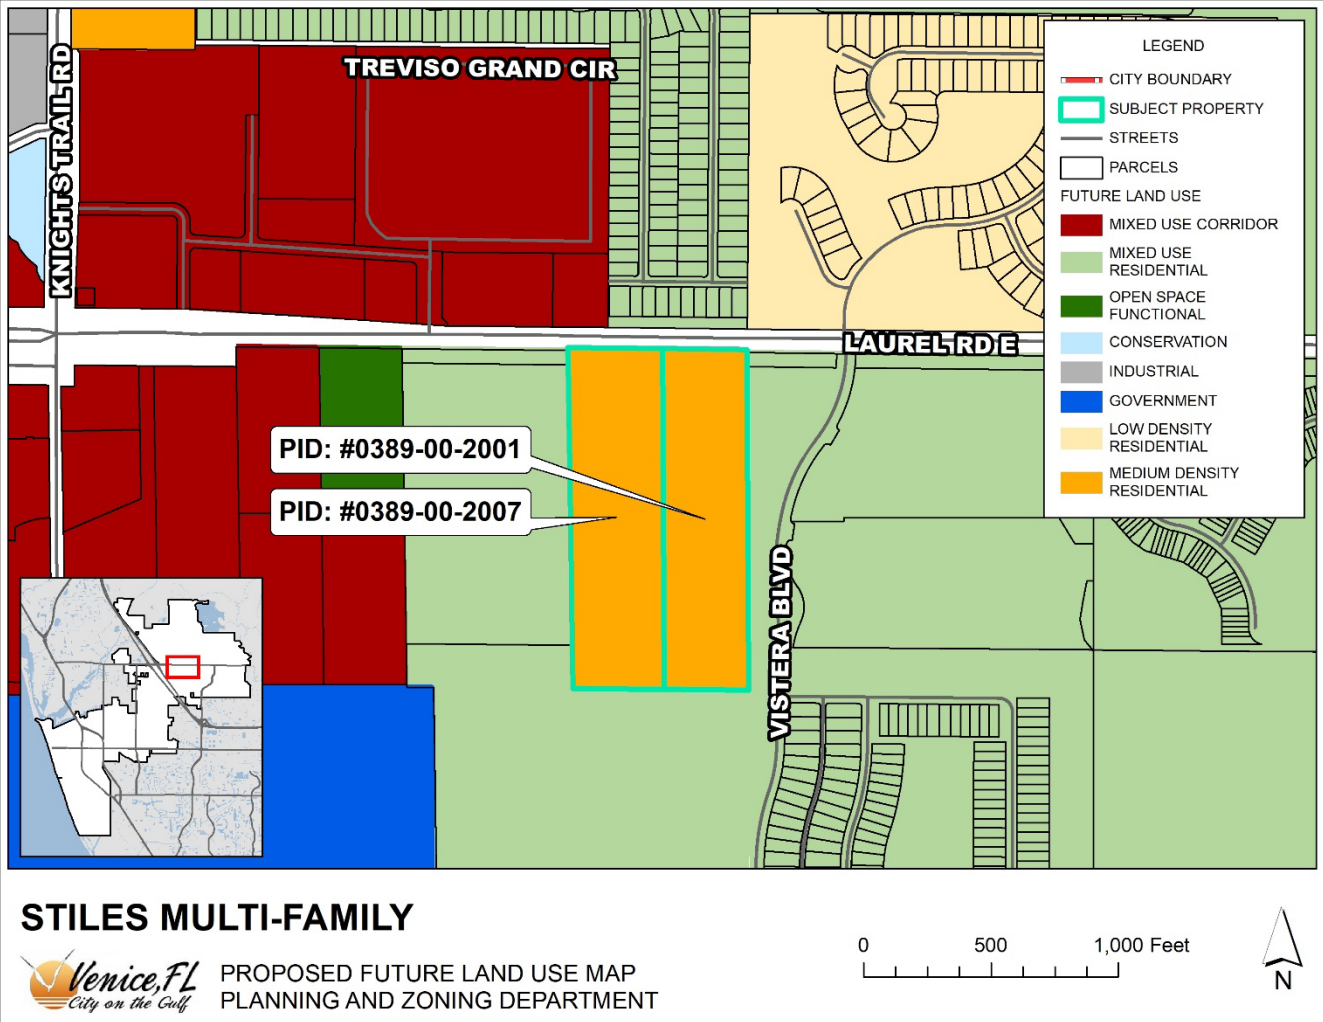 TREVISO GRAND CIR
KNIGHTS TRAIL RD
LAUREL RD E
VISTERA BLVD
PID: #0389-00-2001
PID: #0389-00-2007
LEGEND
CITY BOUNDARY
SUBJECT PROPERTY
STREETS
PARCELS
FUTURE LAND USE
MIXED USE CORRIDOR
MIXED USE
RESIDENTIAL
OPEN SPACE
FUNCTIONAL
CONSERVATION
INDUSTRIAL
GOVERNMENT
LOW DENSITY
RESIDENTIAL
MEDIUM DENSITY
RESIDENTIAL
STILES MULTI-FAMILY
Venice, FL
City on the Gulf
PROPOSED FUTURE LAND USE MAP
PLANNING AND ZONING DEPARTMENT
0 500 1,000 Feet
N